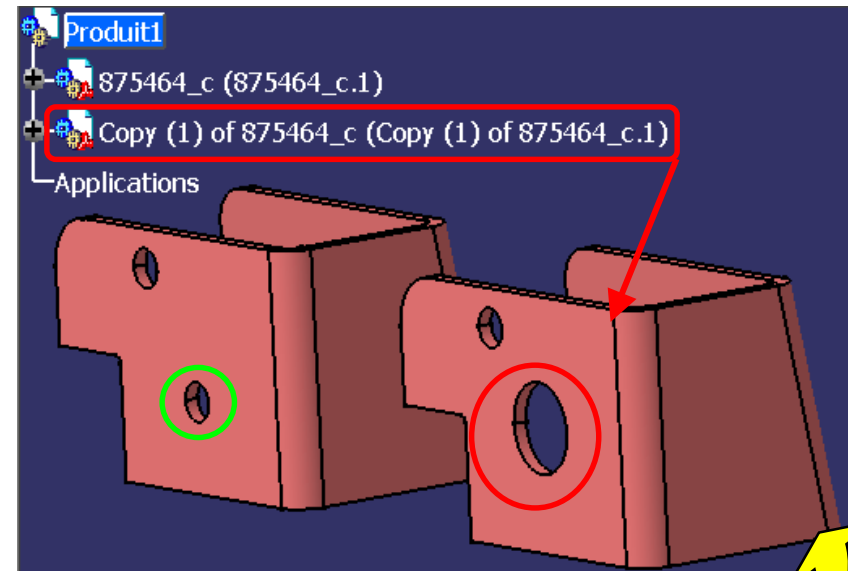 Produit1
875464_c (875464_c.1)
Copy (1) of 875464_c (Copy (1) of 875464_c.1)
Applications